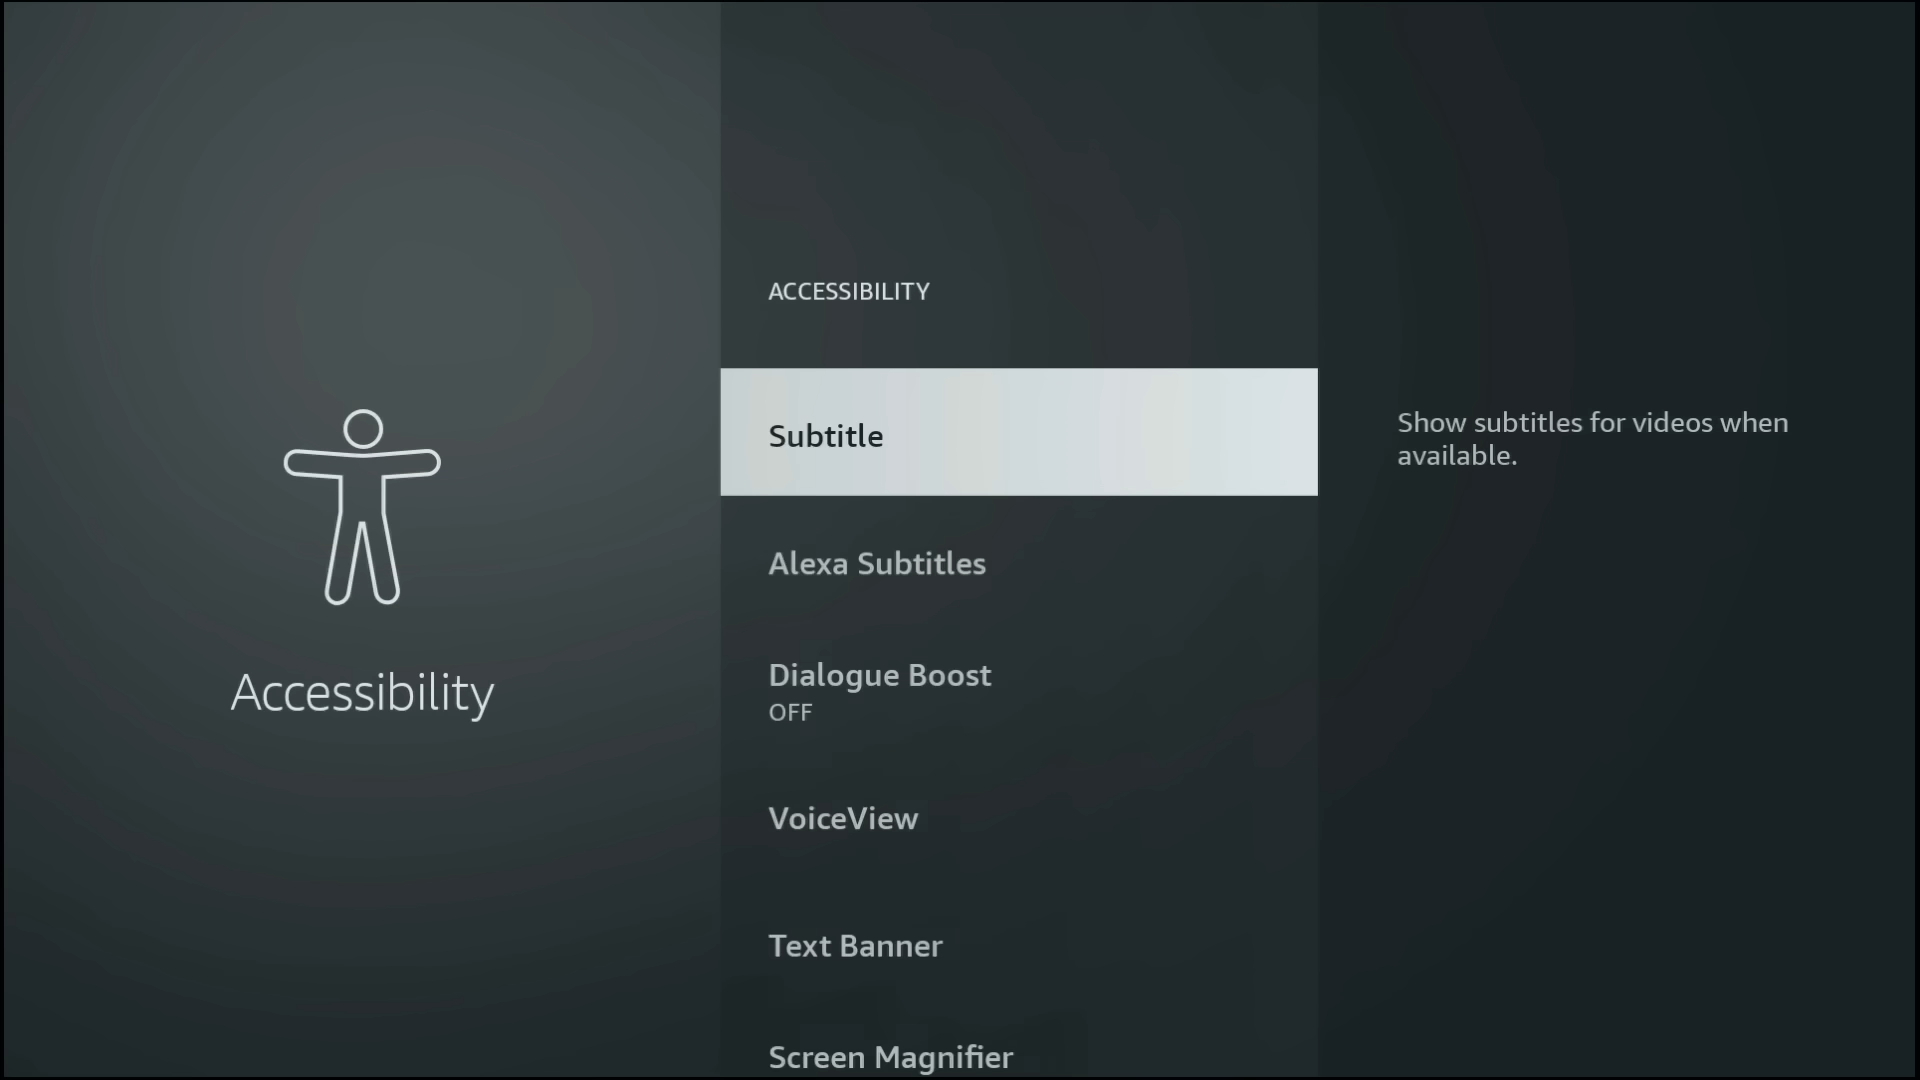 Accessibility
ACCESSIBILITY
Subtitle
Alexa Subtitles
Dialogue Boost
OFF
VoiceView
Text Banner
Screen Magnifier
Show subtitles for videos when
available.